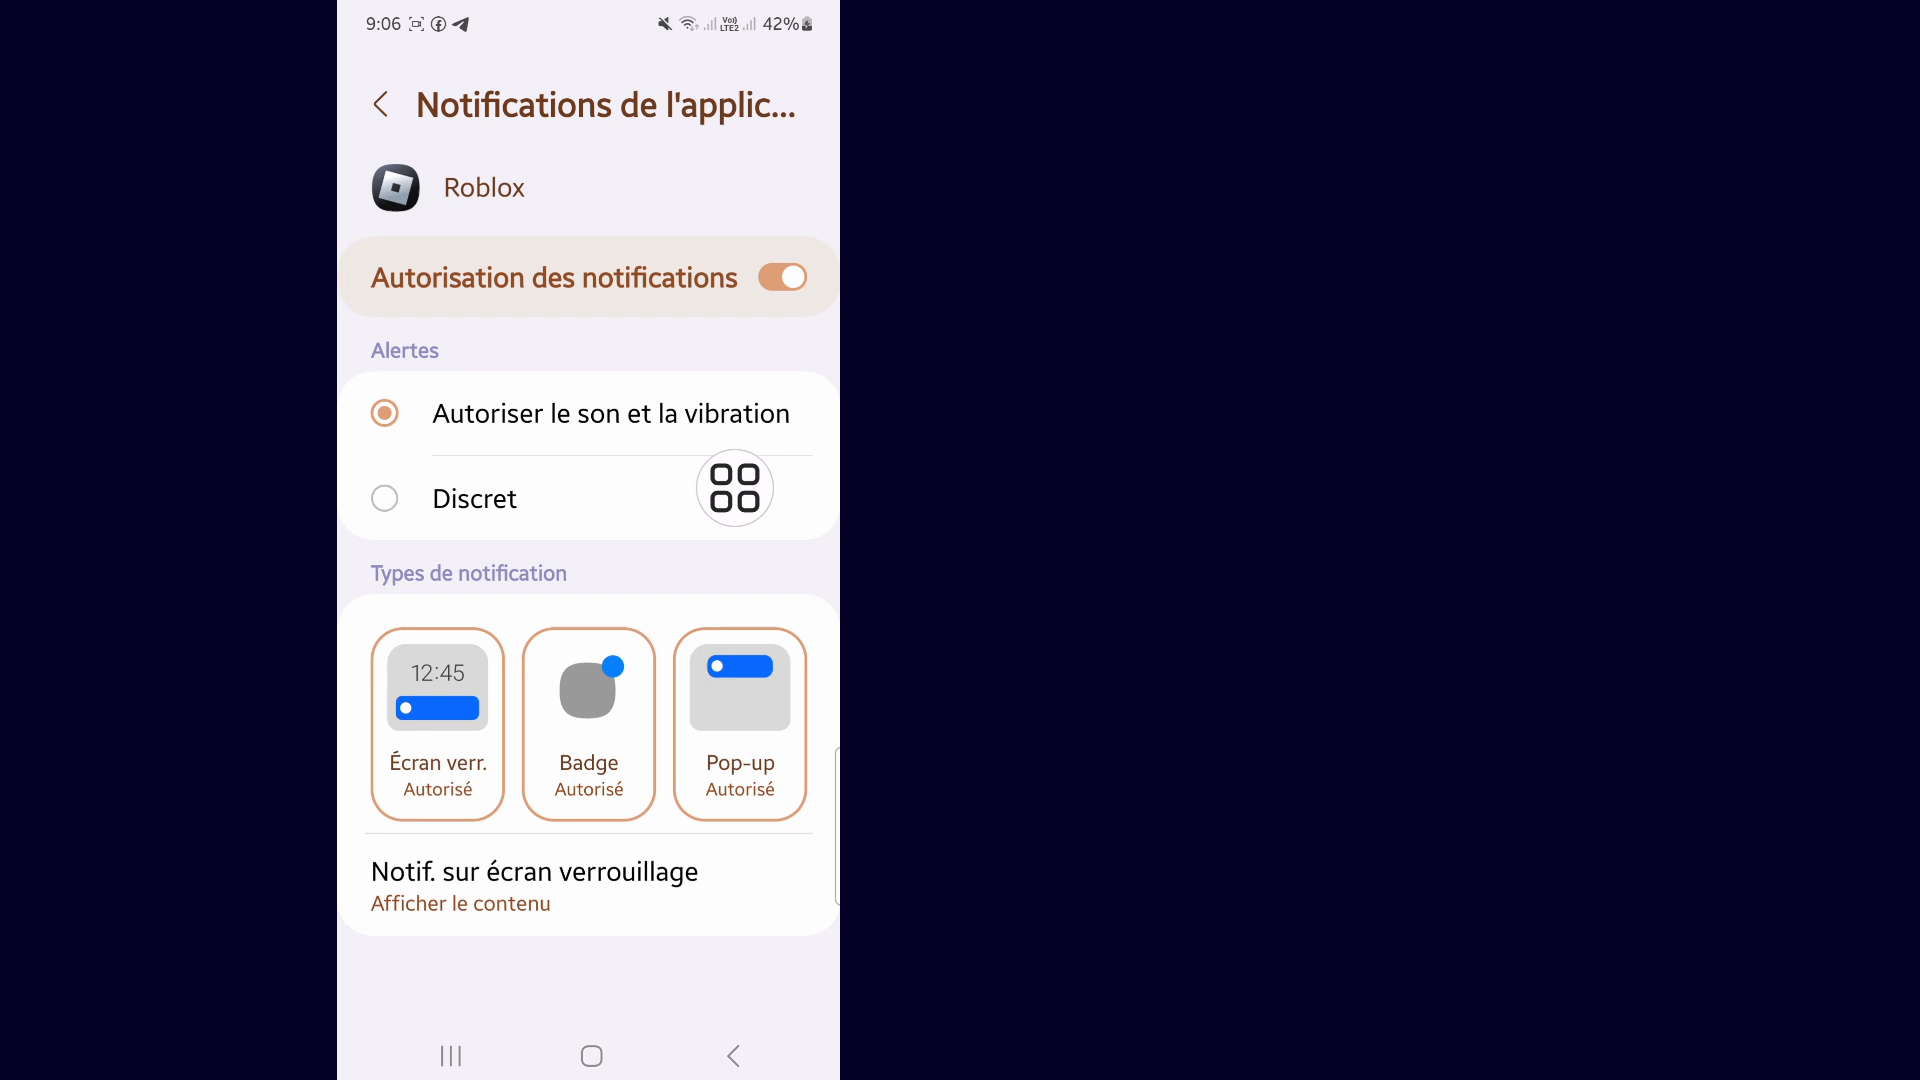 9:06 Vo)) LTE2 42%
Notifications de l'applic...
Roblox
Autorisation des notifications
Alertes
Autoriser le son et la vibration
Discret
Types de notification
12:45
Écran verr. Badge Pop-up
Autorisé Autorisé Autorisé
Notif. sur écran verrouillage
Afficher le contenu